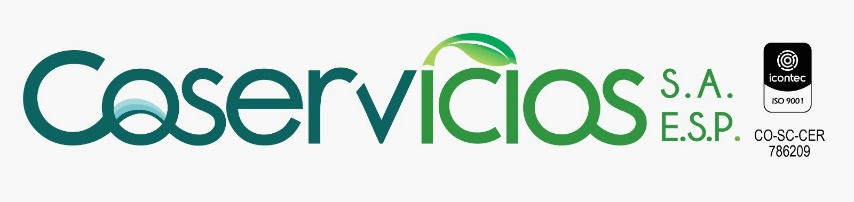 Coservicios
S.A.
E.S.P.
icontec
ISO 9001
CO-SC-CER
786209